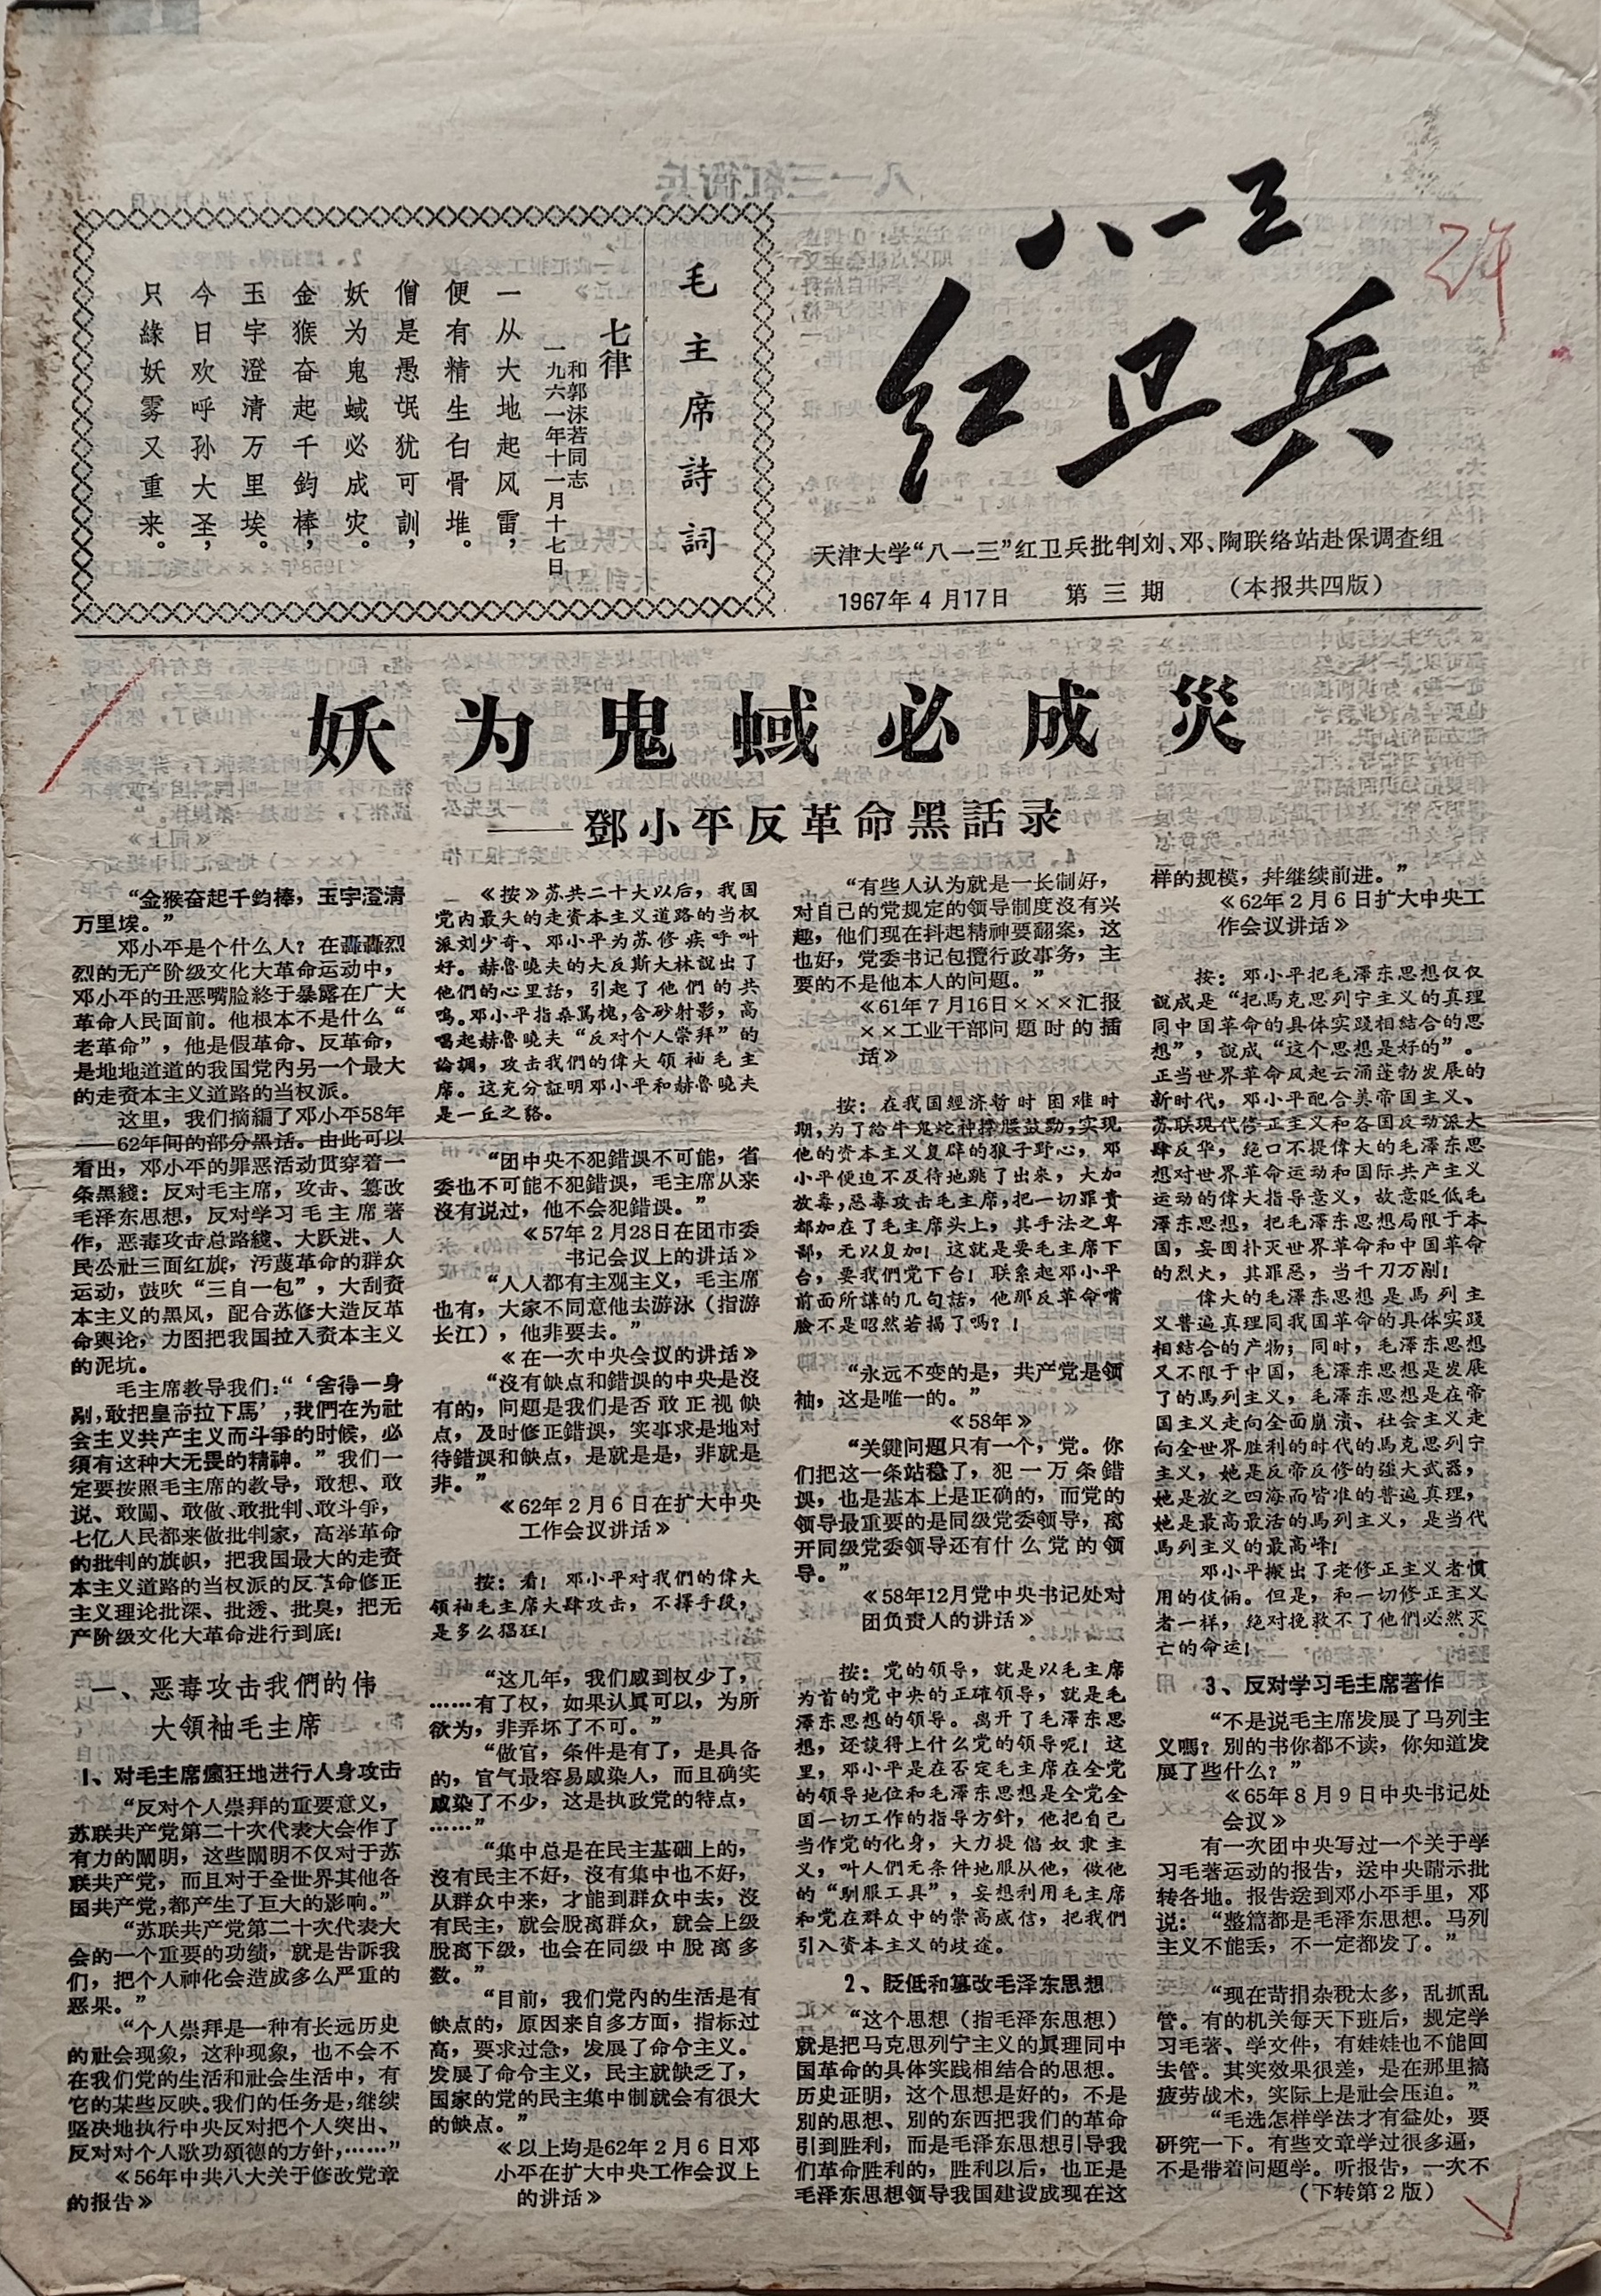 八一三
红卫兵
天津大学“八一三”红卫兵批判刘、邓、陶联络站赴保调查组
1967年4月17日 第三期 （本报共四版）
毛主席詩詞
七律
和郭沫若同志
一九六一年十一月十七日
一从大地起风雷，
便有精生白骨堆。
僧是愚氓犹可訓，
妖为鬼蜮必成灾。
金猴奋起千鈞棒，
玉宇澄清万里埃。
今日欢呼孙大圣，
只緣妖雾又重来。
妖为鬼蜮必成災
——鄧小平反革命黑話录
“金猴奋起千鈞棒，玉宇澄清
万里埃。”
邓小平是个什么人？在轟轟烈
烈的无产阶级文化大革命运动中，
邓小平的丑恶嘴脸終于暴露在广大
革命人民面前。他根本不是什么“
老革命”，他是假革命、反革命，
是地地道道的我国党内另一个最大
的走资本主义道路的当权派。
这里，我们摘編了邓小平58年
——62年间的部分黑话。由此可以
看出，邓小平的罪恶活动贯穿着一
条黑綫：反对毛主席，攻击、篡改
毛泽东思想，反对学习毛主席著
作，恶毒攻击总路綫、大跃进、人
民公社三面红旗，污蔑革命的群众
运动，鼓吹“三自一包”，大刮资
本主义的黑风，配合苏修大造反革
命舆论，力图把我国拉入资本主义
的泥坑。
毛主席教导我们：“‘舍得一身
剐，敢把皇帝拉下馬’，我們在为社
会主义共产主义而斗爭的时候，必
須有这种大无畏的精神。”我们一
定要按照毛主席的教导，敢想、敢
说、敢闖、敢做、敢批判、敢斗爭，
七亿人民都来做批判家，高举革命
的批判的旗帜，把我国最大的走资
本主义道路的当权派的反革命修正
主义理论批深、批透、批臭，把无
产阶级文化大革命进行到底！
一、恶毒攻击我們的伟
大領袖毛主席
1、对毛主席瘋狂地进行人身攻击
“反对个人崇拜的重要意义，
苏联共产党第二十次代表大会作了
有力的闡明，这些闡明不仅对于苏
联共产党，而且对于全世界其他各
国共产党，都产生了巨大的影响。”
“苏联共产党第二十次代表大
会的一个重要的功绩，就是告訴我
们，把个人神化会造成多么严重的
恶果。”
“个人崇拜是一种有长远历史
的社会现象，这种现象，也不会不
在我们党的生活和社会生活中，有
它的某些反映。我们的任务是，继续
坚决地执行中央反对把个人突出、
反对对个人歌功頌德的方針，……”
《56年中共八大关于修改党章
的报告》
《按》苏共二十大以后，我国
党内最大的走资本主义道路的当权
派刘少奇、邓小平为苏修疾呼叫
好。赫鲁曉夫的大反斯大林說出了
他們的心里話，引起了他們的共
鳴。邓小平指桑罵槐，含砂射影，高
唱起赫鲁曉夫“反对个人崇拜”的
论調，攻击我們的偉大领袖毛主
席。这充分証明邓小平和赫鲁曉夫
是一丘之貉。
“团中央不犯錯误不可能，省
委也不可能不犯錯误，毛主席从来
沒有说过，他不会犯错误。”
《57年2月28日在团市委
书记会议上的讲话》
“人人都有主观主义，毛主席
也有，大家不同意他去游泳（指游
长江），他非要去。”
《在一次中央会议的讲话》
“沒有缺点和錯误的中央是沒
有的，问题是我们是否敢正视缺
点，及时修正錯误，实事求是地对
待错误和缺点，是就是是，非就是
非。”
《62年2月6日在扩大中央
工作会议讲话》
按：看！邓小平对我們的偉大
领袖毛主席大肆攻击，不擇手段，
是多么猖狂！
“这几年，我们感到权少了，
……有了权，如果认眞可以，为所
欲为，非弄坏了不可。”
“做官，条件是有了，是具备
的，官气最容易感染人，而且确实
感染了不少，这是执政党的特点，
……”
“集中总是在民主基础上的，
沒有民主不好，沒有集中也不好，
从群众中来，才能到群众中去，沒
有民主，就会脱离群众，就会上级
脱离下级，也会在同级中脱离多
数。”
“目前，我们党内的生活是有
缺点的，原因来自多方面，指标过
高，要求过急，发展了命令主义。
发展了命令主义，民主就缺乏了，
国家的党的民主集中制就会有很大
的缺点。”
《以上均是62年2月6日邓
小平在扩大中央工作会议上
的讲话》
“有些人认为就是一长制好，
对自己的党规定的领导制度沒有兴
趣，他们现在抖起精神要翻案，这
也好，党委书记包攬行政事务，主
要的不是他本人的问题。”
《61年7月16日×××汇报
××工业干部问题时的插
话》
按：在我国經济暫时困难时
期，为了給牛鬼蛇神撑腰鼓勁，实现
他的资本主义复辟的狼子野心，邓
小平便迫不及待地跳了出来，大加
放毒，恶毒攻击毛主席，把一切罪责
都加在了毛主席头上，其手法之卑
鄙，无以复加！这就是要毛主席下
台，要我們党下台！联系起邓小平
前面所講的几句話，他那反革命嘴
脸不是昭然若揭了嗎？！
“永远不变的是，共产党是领
袖，这是唯一的。”
《58年》
“关键问题只有一个，党。你
们把这一条站稳了，犯一万条錯
误，也是基本上是正确的，而党的
领导最重要的是同级党委领导，离
开同级党委领导还有什么党的领
导。”
《58年12月党中央书记处对
团负责人的讲话》
按：党的领导，就是以毛主席
为首的党中央的正確领导，就是毛
澤东思想的领导。离开了毛澤东思
想，还談得上什么党的领导呢！这
里，邓小平是在否定毛主席在全党
的领导地位和毛澤东思想是全党全
国一切工作的指导方針，他把自己
当作党的化身，大力提倡奴隶主
义，叫人們无条件地服从他，做他
的“馴服工具”，妄想利用毛主席
和党在群众中的崇高威信，把我們
引入资本主义的歧途。
2、貶低和篡改毛泽东思想
“这个思想（指毛泽东思想）
就是把马克思列宁主义的眞理同中
国革命的具体实践相结合的思想。
历史证明，这个思想是好的，不是
别的思想、别的东西把我们的革命
引到胜利，而是毛泽东思想引导我
们革命胜利的，胜利以后，也正是
毛泽东思想领导我国建设成现在这
样的规模，幷继续前进。”
《62年2月6日扩大中央工
作会议讲话》
按：邓小平把毛澤东思想仅仅
說成是“把馬克思列宁主义的真理
同中国革命的具体实践相結合的思
想”，說成“这个思想是好的”。
正当世界革命风起云涌蓬勃发展的
新时代，邓小平配合美帝国主义、
苏联现代修正主义和各国反动派大
肆反华，绝口不提偉大的毛澤东思
想对世界革命运动和国际共产主义
运动的偉大指导意义，故意貶低毛
澤东思想，把毛澤东思想局限于本
国，妄图扑灭世界革命和中国革命
的烈火，其罪恶，当千刀万剐！
偉大的毛澤东思想是馬列主
义普遍真理同我国革命的具体实践
相結合的产物；同时，毛澤东思想
又不限于中国，毛澤东思想是发展
了的馬列主义，毛澤东思想是在帝
国主义走向全面崩溃、社会主义走
向全世界胜利的时代的馬克思列宁
主义，她是反帝反修的強大武器，
她是放之四海而皆准的普遍真理，
她是最高最活的馬列主义，是当代
馬列主义的最高峰！
邓小平搬出了老修正主义者慣
用的伎俩。但是，和一切修正主义
者一样，绝对挽救不了他們必然灭
亡的命运！
3、反对学习毛主席著作
“不是说毛主席发展了马列主
义嗎？别的书你都不读，你知道发
展了些什么？”
《65年8月9日中央书记处
会议》
有一次团中央写过一个关于学
习毛著运动的报告，送中央請示批
转各地。报告送到邓小平手里，邓
说：“整篇都是毛泽东思想。马列
主义不能丢，不一定都发了。”
“现在苛捐杂税太多，乱抓乱
管。有的机关每天下班后，规定学
习毛著、学文件，有娃娃也不能回
去管。其实效果很差，是在那里搞
疲劳战术，实际上是社会压迫。”
“毛选怎样学法才有益处，要
研究一下。有些文章学过很多遍，
不是带着问题学。听报告，一次不
（下转第2版）